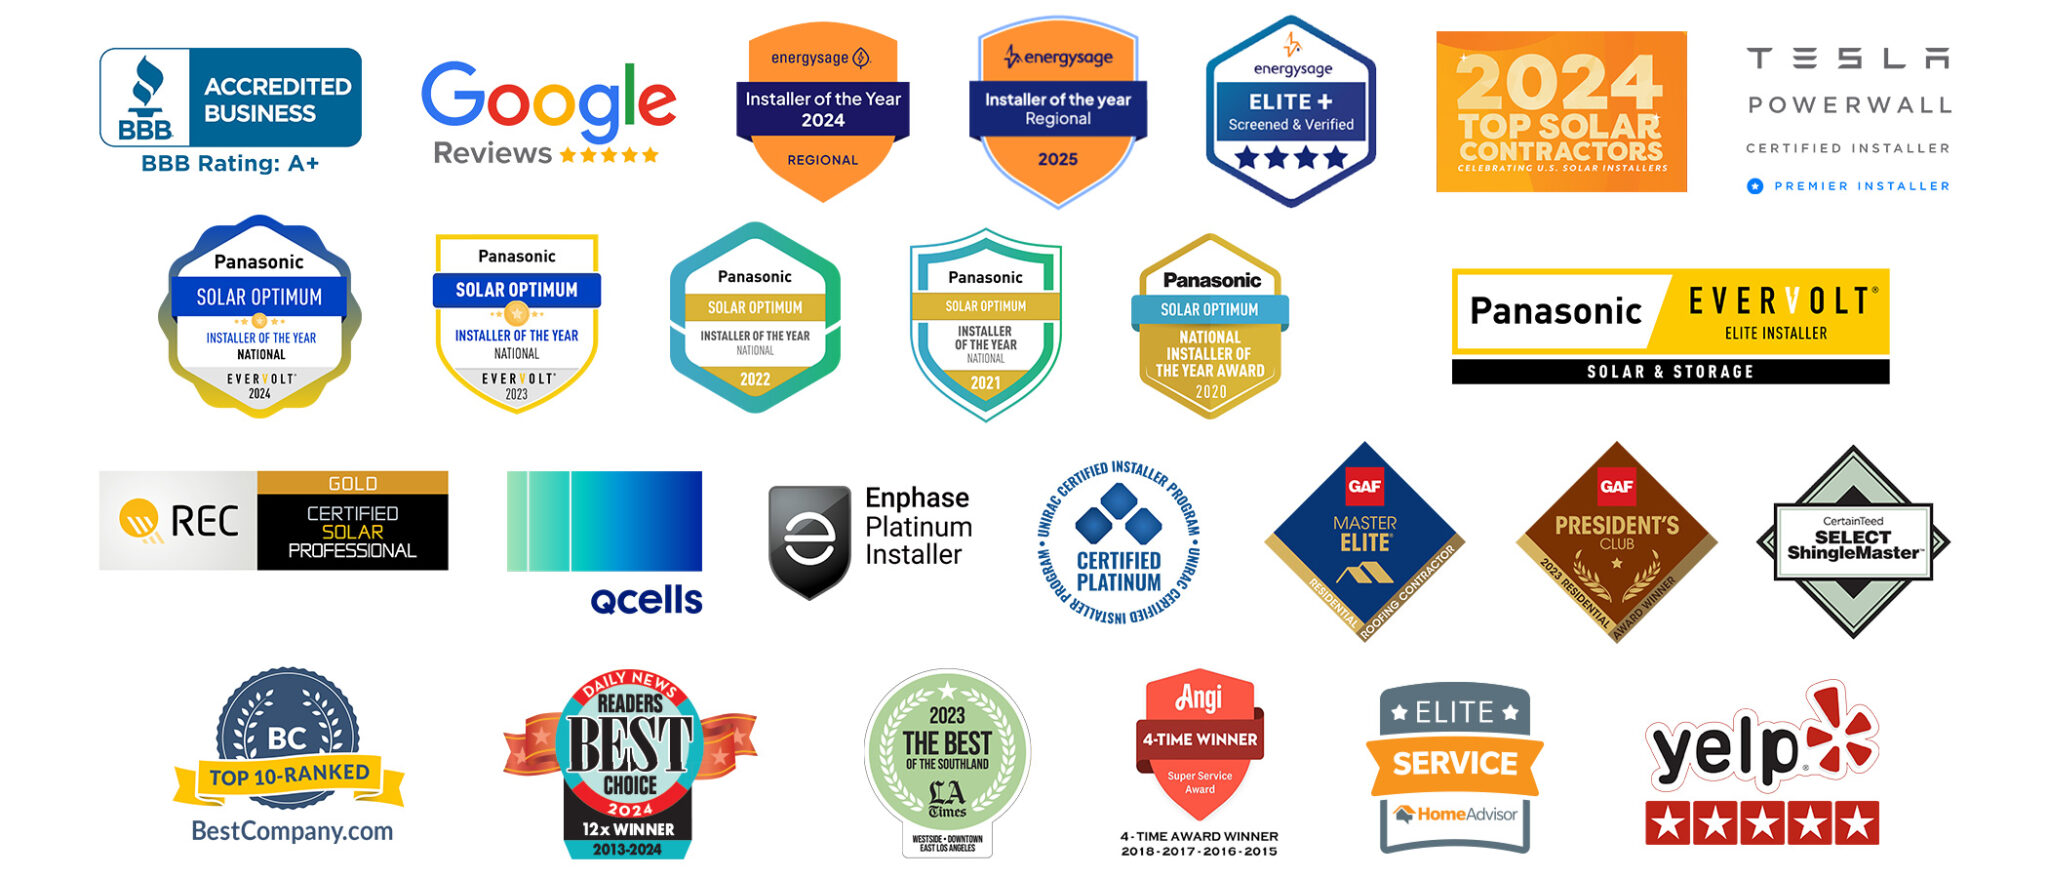 BBB
ACCREDITED
BUSINESS
BBB Rating: A+
Google
Reviews
energysage
Installer of the Year
2024
REGIONAL
energysage
Installer of the year
Regional
2025
energysage
ELITE +
Screened & Verified
2024
TOP SOLAR
CONTRACTORS
CELEBRATING U.S. SOLAR INSTALLERS
TESLA
POWERWALL
CERTIFIED INSTALLER
PREMIER INSTALLER
Panasonic
SOLAR OPTIMUM
INSTALLER OF THE YEAR
NATIONAL
EVERVOLT®
2024
Panasonic
SOLAR OPTIMUM
INSTALLER OF THE YEAR
NATIONAL
EVERVOLT®
2023
Panasonic
SOLAR OPTIMUM
INSTALLER OF THE YEAR
NATIONAL
2022
Panasonic
SOLAR OPTIMUM
INSTALLER
OF THE YEAR
NATIONAL
2021
Panasonic
SOLAR OPTIMUM
NATIONAL
INSTALLER OF
THE YEAR AWARD
2020
Panasonic
EVERVOLT®
ELITE INSTALLER
SOLAR & STORAGE
REC
GOLD
CERTIFIED
SOLAR
PROFESSIONAL
Qcells
Enphase
Platinum
Installer
UNIRAC CERTIFIED INSTALLER PROGRAM • UNIRAC CERTIFIED INSTALLER PROGRAM •
CERTIFIED
PLATINUM
GAF
MASTER
ELITE®
RESIDENTIAL
ROOFING CONTRACTOR
GAF
PRESIDENT'S
CLUB
2023 RESIDENTIAL
AWARD WINNER
CertainTeed
SELECT
ShingleMaster™
BC
TOP 10-RANKED
BestCompany.com
DAILY NEWS
READERS
BEST
CHOICE
2024
12x WINNER
2013-2024
2023
THE BEST
OF THE SOUTHLAND
LA
Times
WESTSIDE • DOWNTOWN
EAST LOS ANGELES
Angi
4-TIME WINNER
Super Service
Award
4-TIME AWARD WINNER
2018-2017-2016-2015
ELITE
SERVICE
HomeAdvisor
yelp